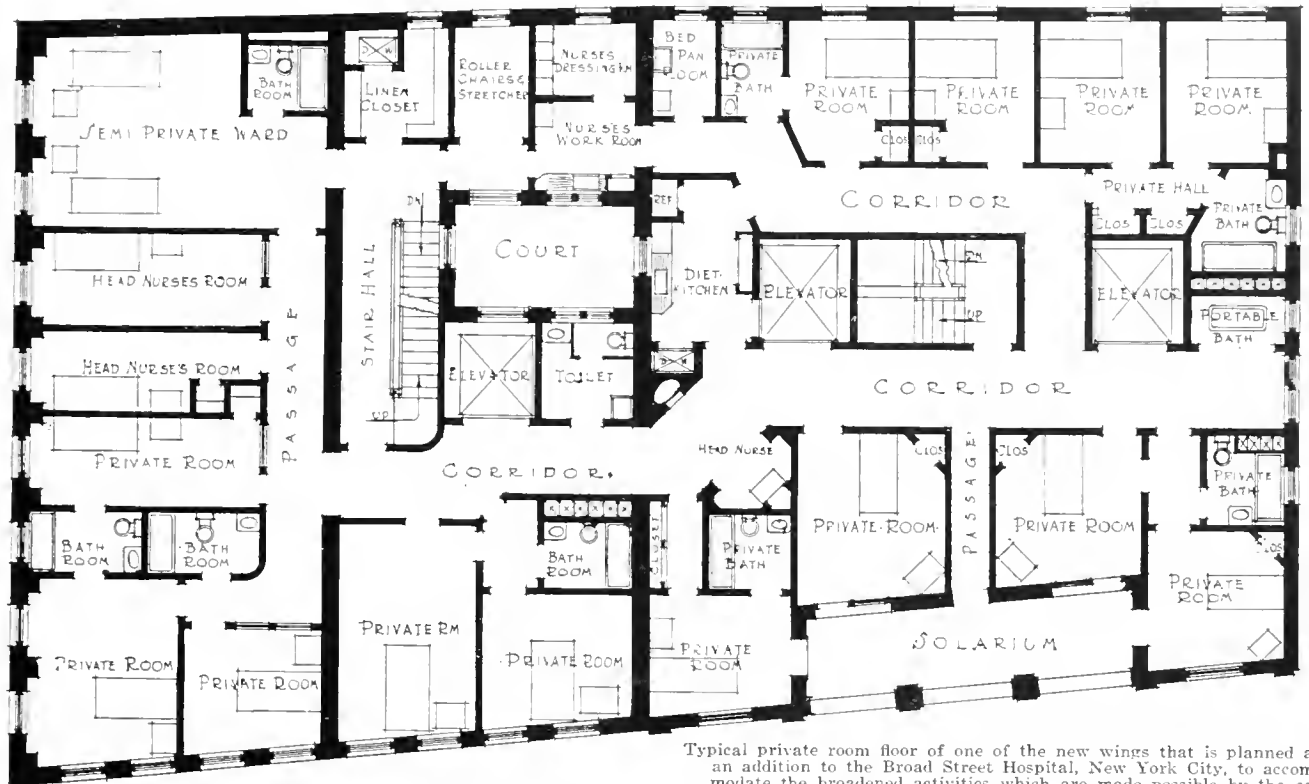 SEMI PRIVATE WARD
BATH
ROOM
D W
LINEN
CLOSET
ROLLER
CHAIRS &
STRETCHER
NURSES
DRESSING RM
NURSES
WORK ROOM
BED
PAN
ROOM
PRIVATE
BATH
PRIVATE
ROOM
CLOS
PRIVATE
ROOM
CLOS
PRIVATE
ROOM
PRIVATE
ROOM
CORRIDOR
PRIVATE HALL
CLOS
CLOS
PRIVATE
BATH
HEAD NURSES ROOM
PASSAGE
STAIR HALL
DN
COURT
REF
DIET
KITCHEN
ELEVATOR
DN
UP
ELEVATOR
PORTABLE
BATH
HEAD NURSE'S ROOM
UP
ELEVATOR
TOILET
D W
CORRIDOR
PRIVATE ROOM
CORRIDOR.
HEAD NURSE
PRIVATE ROOM
CLOS
PASSAGE
CLOS
PRIVATE ROOM
PRIVATE
BATH
BATH
ROOM
BATH
ROOM
BATH
ROOM
CLOSET
PRIVATE
BATH
CLOS
PRIVATE
ROOM
PRIVATE ROOM
PRIVATE ROOM
PRIVATE RM
PRIVATE ROOM
PRIVATE
ROOM
SOLARIUM
Typical private room floor of one of the new wings that is planned a
an addition to the Broad Street Hospital, New York City, to accom
modate the broadened activities which are made possible by the